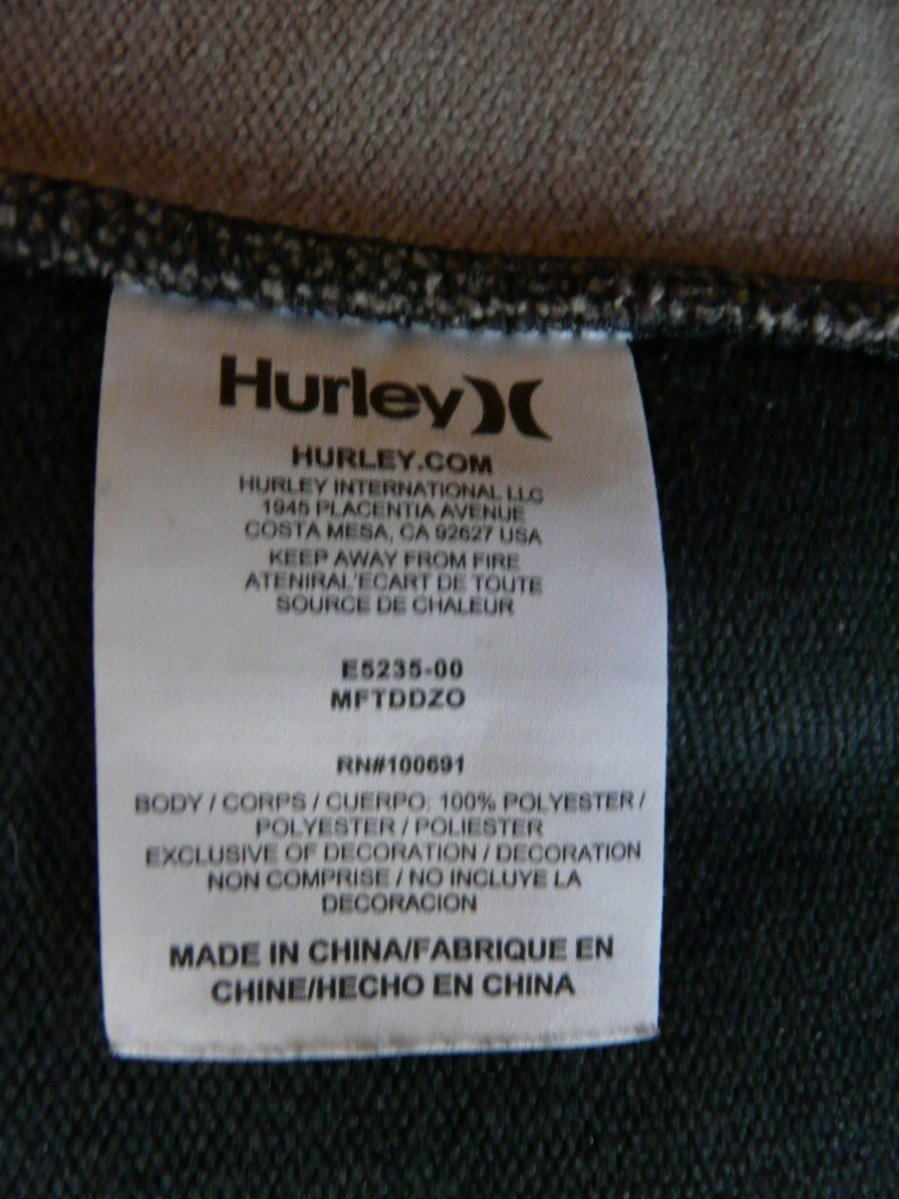 Hurley
HURLEY.COM
HURLEY INTERNATIONAL LLC
1945 PLACENTIA AVENUE
COSTA MESA, CA 92627 USA
KEEP AWAY FROM FIRE
ATENIRAL'ECART DE TOUTE
SOURCE DE CHALEUR
E5235-00
MFTDDZO
RN#100691
BODY / CORPS / CUERPO: 100% POLYESTER /
POLYESTER / POLIESTER
EXCLUSIVE OF DECORATION / DECORATION
NON COMPRISE / NO INCLUYE LA
DECORACION
MADE IN CHINA/FABRIQUE EN
CHINE/HECHO EN CHINA